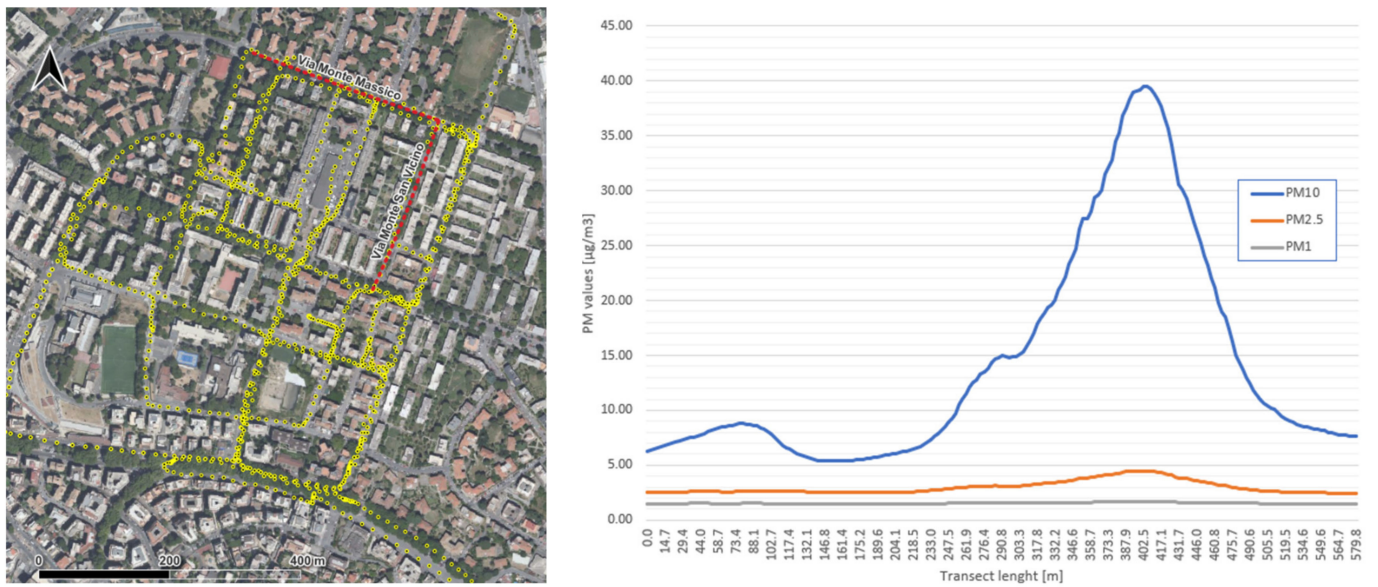 Via Monte Massico
Via Monte San Vicino
0 200 400 m
45.00
40.00
35.00
30.00
25.00
20.00
15.00
10.00
5.00
0.00
PM values [µg/m3]
PM10
PM2.5
PM1
0.0 14.7 29.4 44.0 58.7 73.4 88.1 102.7 117.4 132.1 146.8 161.4 175.2 189.6 204.1 218.5 233.0 247.5 261.9 276.4 290.8 303.3 317.8 332.2 346.6 358.7 373.3 387.9 402.5 417.1 431.7 446.0 460.8 475.7 490.6 505.5 519.5 534.6 549.6 564.7 579.8
Transect lenght [m]